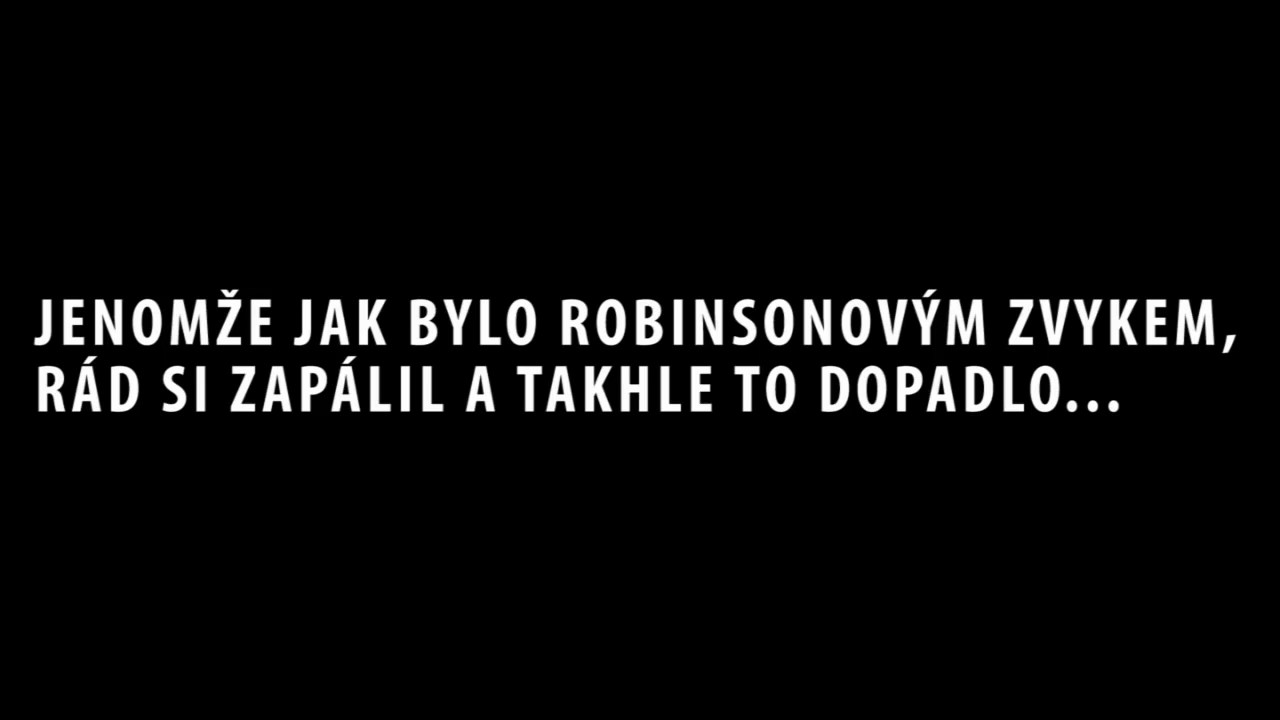 JENOMŽE JAK BYLO ROBINSONOVÝM ZVYKEM,
RÁD SI ZAPÁLIL A TAKHLE TO DOPADLO...